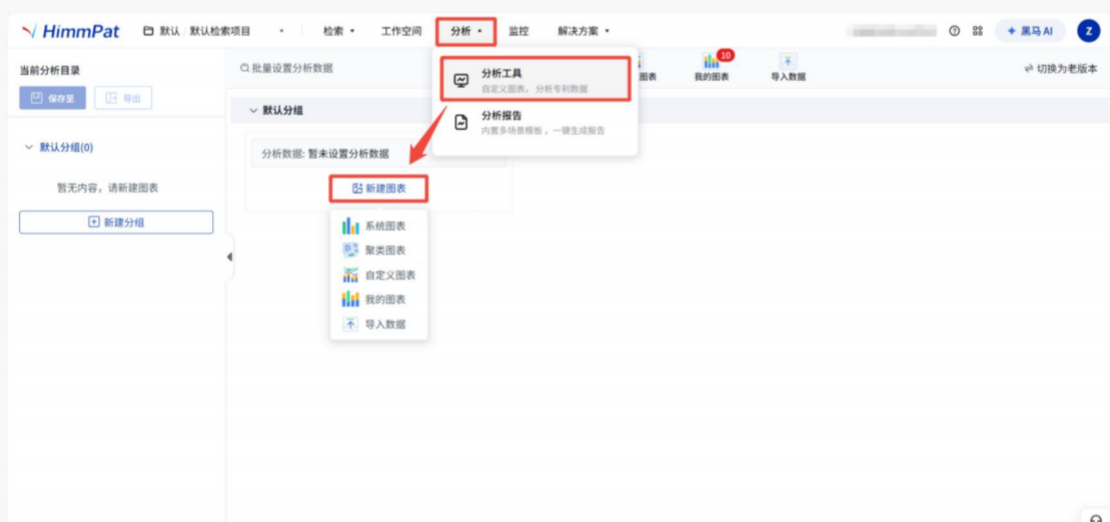 HimmPat 默认 / 默认检索项目 检索 工作空间 分析 监控 解决方案 黑马 AI Z
当前分析目录
保存至 导出
默认分组(0)
暂无内容，请新建图表
新建分组
批量设置分析数据 图表 我的图表 10 导入数据 切换为老版本
分析工具
自定义图表， 分析专利数据
分析报告
内置多场景模板 ，一键生成报告
默认分组
分析数据: 暂未设置分析数据
新建图表
系统图表
聚类图表
自定义图表
我的图表
导入数据